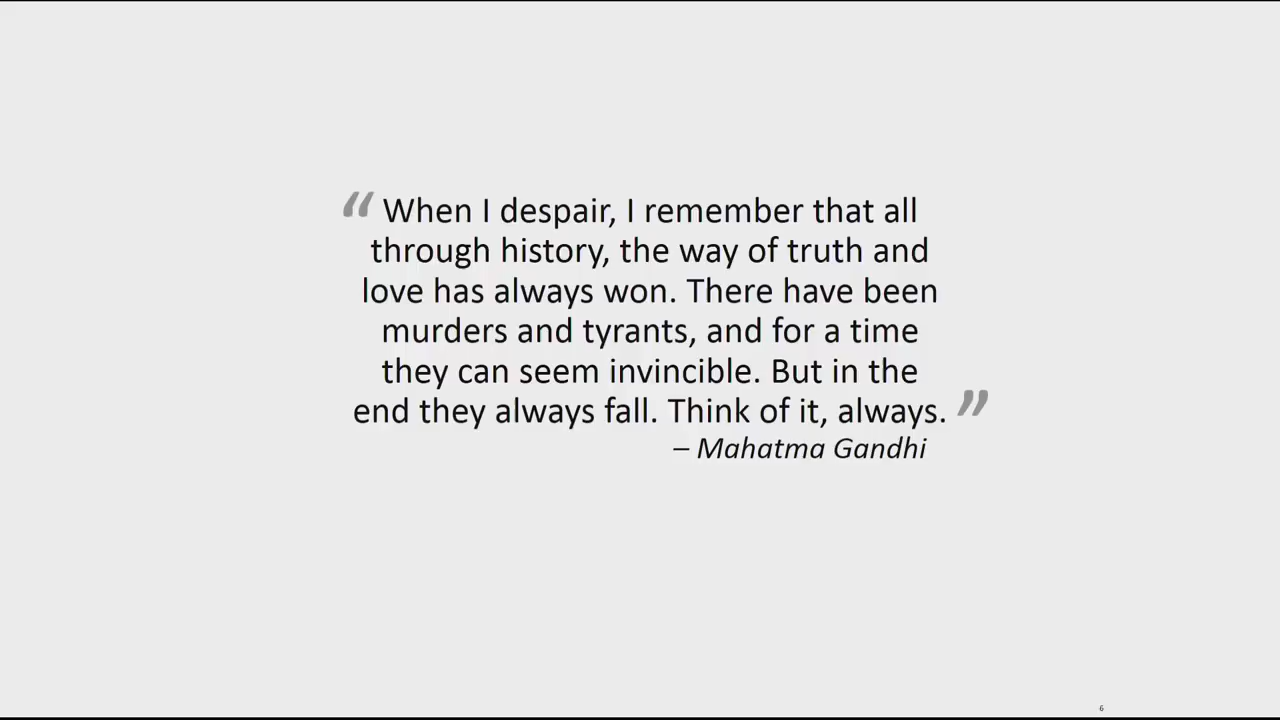 “ When I despair, I remember that all
through history, the way of truth and
love has always won. There have been
murders and tyrants, and for a time
they can seem invincible. But in the
end they always fall. Think of it, always. ”
– Mahatma Gandhi
6